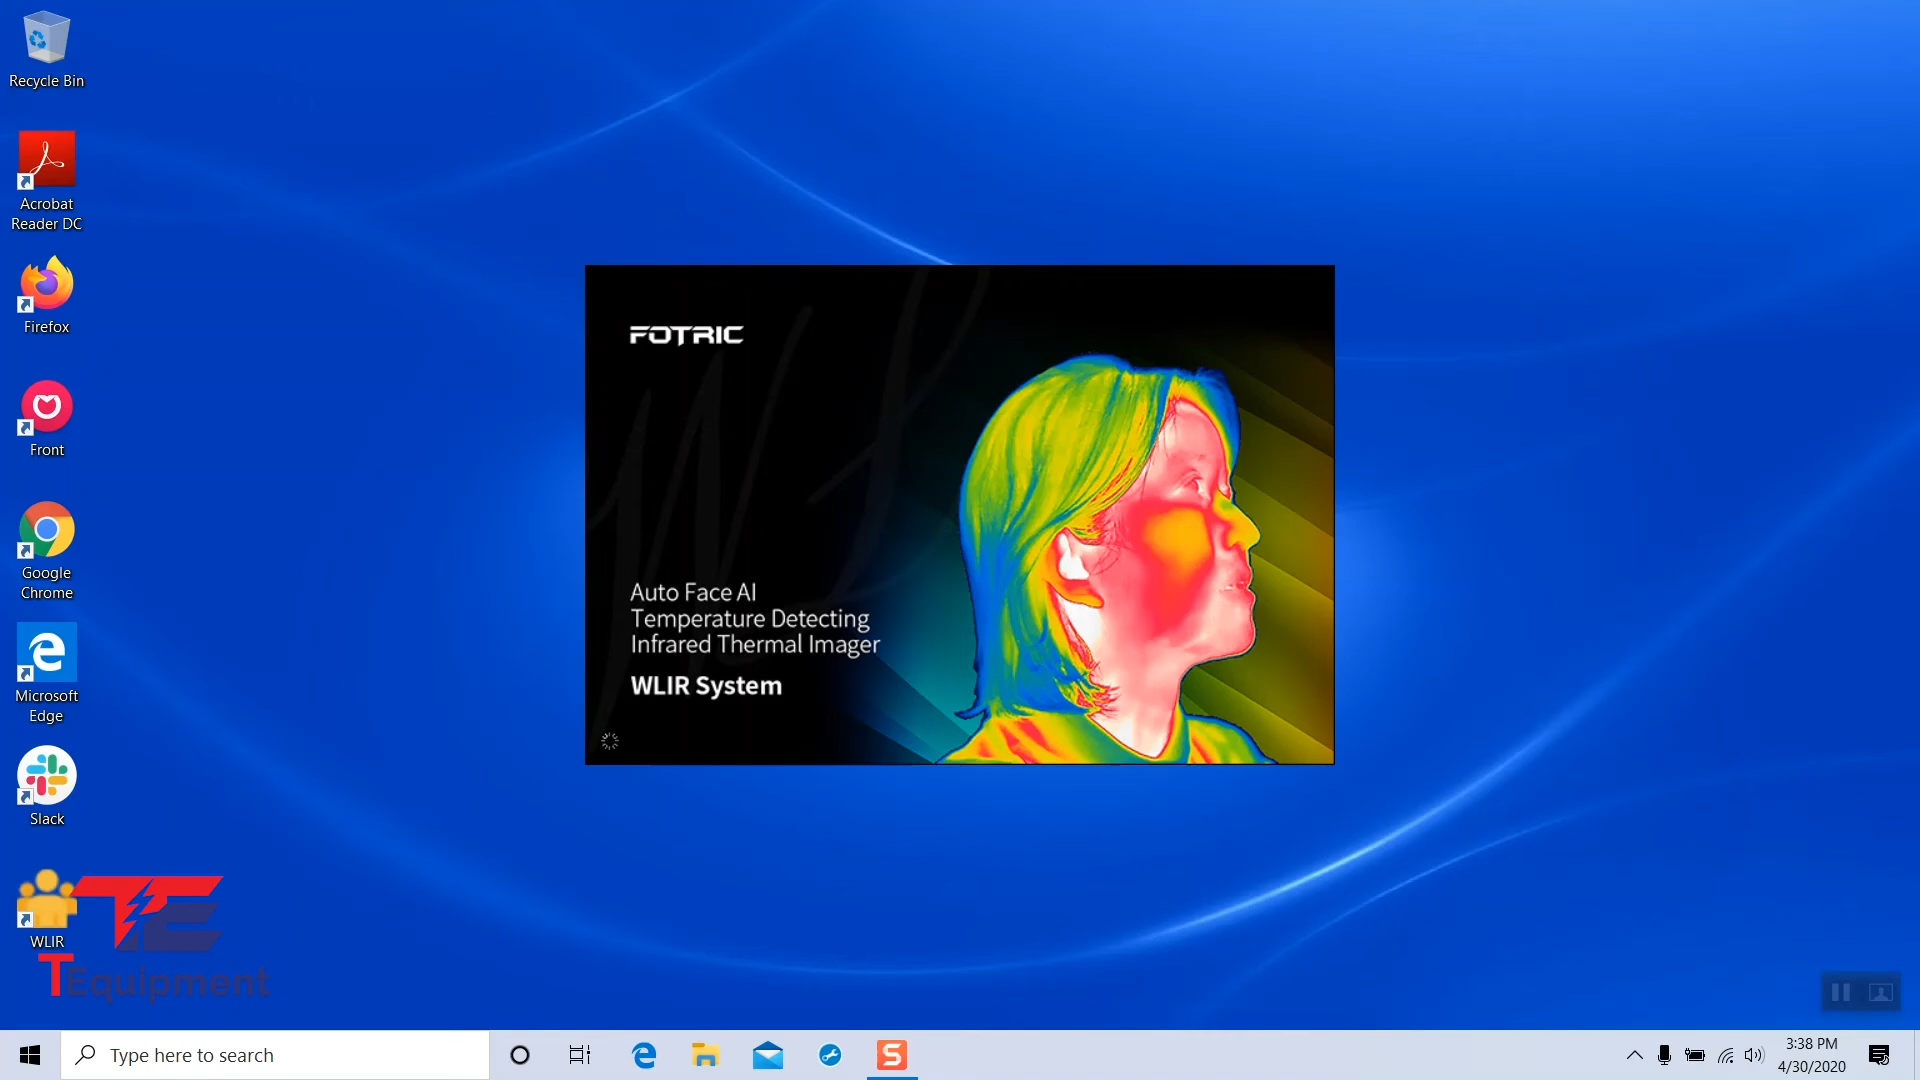 Recycle Bin
Acrobat
Reader DC
Firefox
Front
Google
Chrome
Microsoft
Edge
Slack
WLIR
TE
TEquipment
FOTRIC
Auto Face AI
Temperature Detecting
Infrared Thermal Imager
WLIR System
Type here to search
S
3:38 PM
4/30/2020